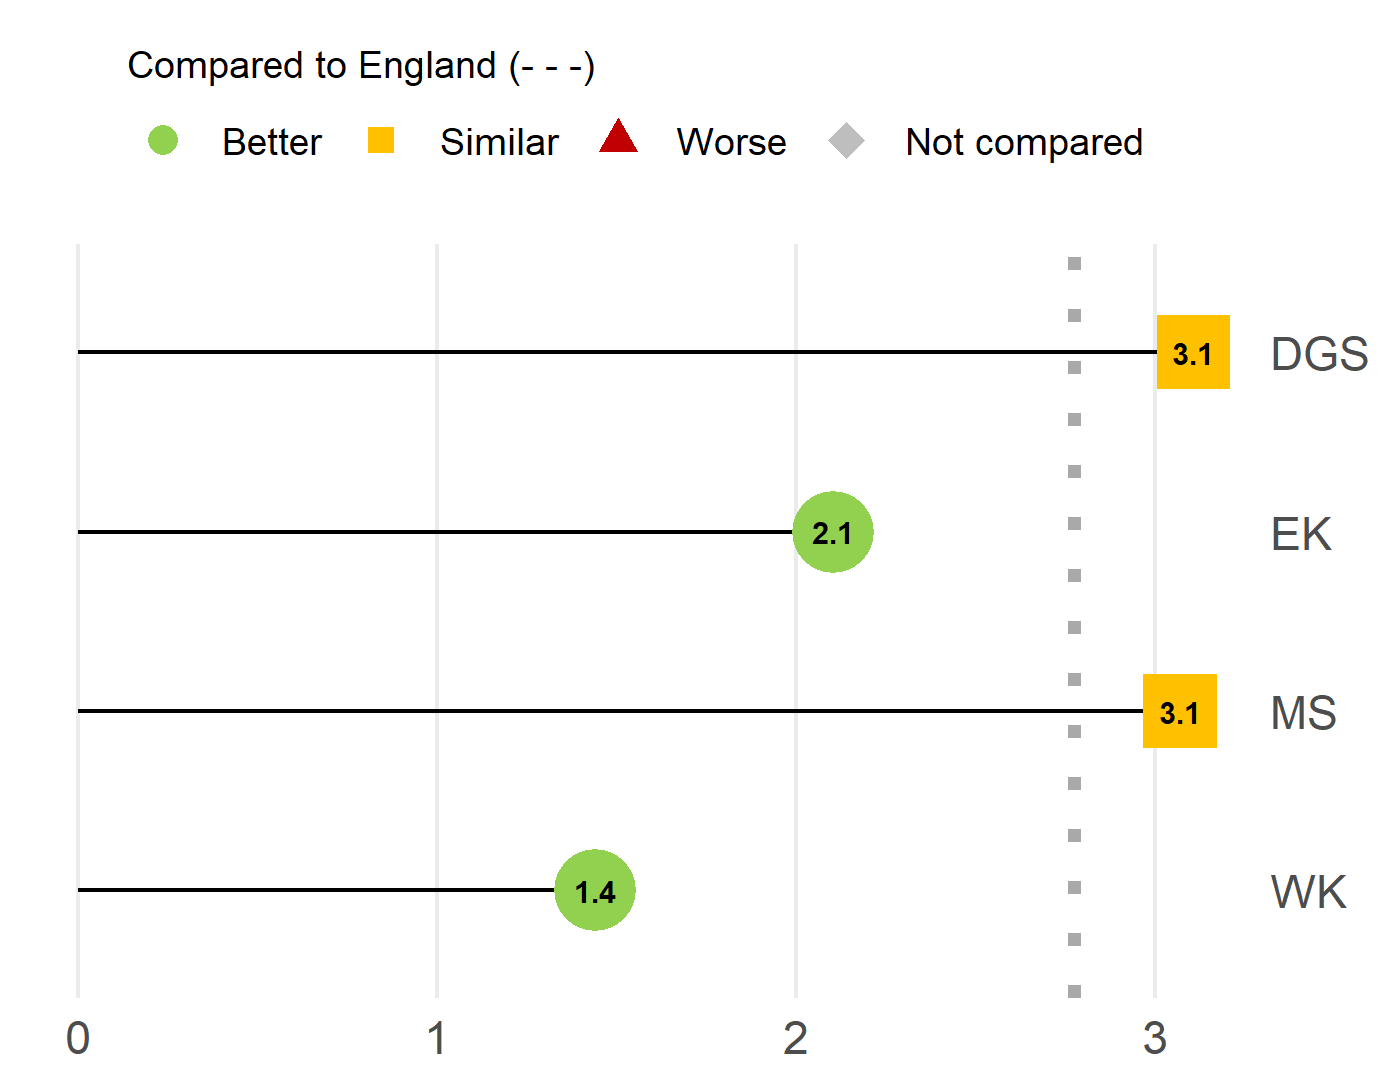 Compared to England (- - -)
Better Similar Worse Not compared
3.1 DGS
2.1 EK
3.1 MS
1.4 WK
0 1 2 3